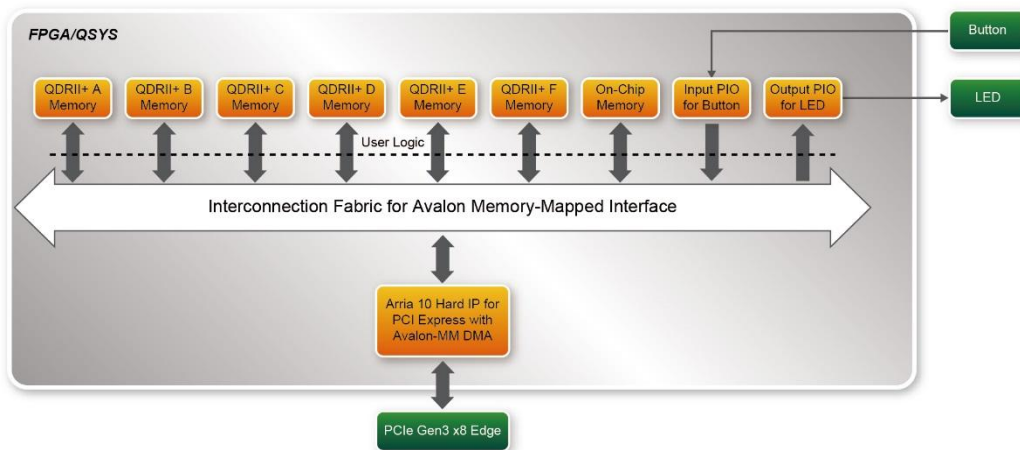 FPGA/QSYS
Button
LED
QDRII+ A
Memory
QDRII+ B
Memory
QDRII+ C
Memory
QDRII+ D
Memory
QDRII+ E
Memory
QDRII+ F
Memory
On-Chip
Memory
Input PIO
for Button
Output PIO
for LED
User Logic
Interconnection Fabric for Avalon Memory-Mapped Interface
Arria 10 Hard IP for
PCI Express with
Avalon-MM DMA
PCIe Gen3 x8 Edge